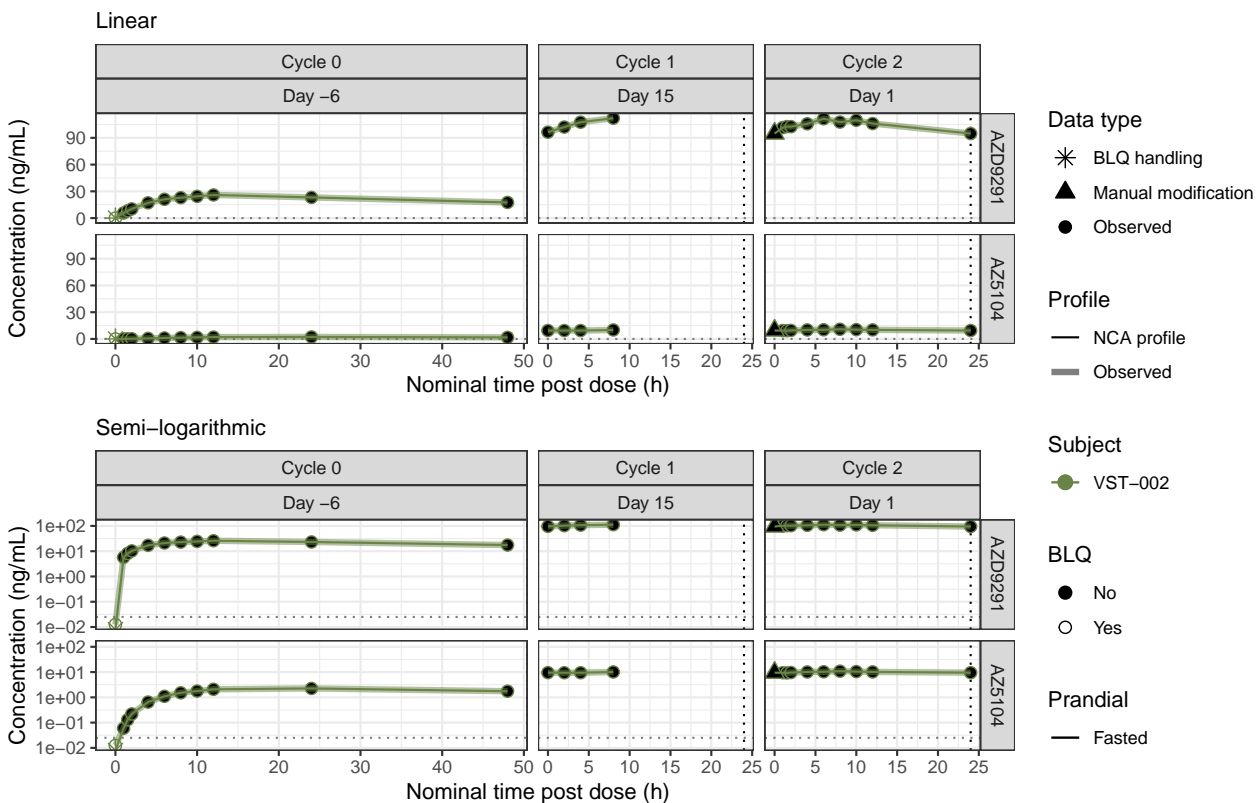 Linear
Cycle 0 Cycle 1 Cycle 2
Day −6 Day 15 Day 1
Concentration (ng/mL)
90
60
30
0
AZD9291
90
60
30
0
AZ5104
0 10 20 30 40 50 0 5 10 15 20 25 0 5 10 15 20 25
Nominal time post dose (h)
Semi−logarithmic
Cycle 0 Cycle 1 Cycle 2
Day −6 Day 15 Day 1
Concentration (ng/mL)
1e+02
1e+01
1e+00
1e−01
1e−02
AZD9291
1e+02
1e+01
1e+00
1e−01
1e−02
AZ5104
0 10 20 30 40 50 0 5 10 15 20 25 0 5 10 15 20 25
Nominal time post dose (h)
Data type
BLQ handling
Manual modification
Observed
Profile
NCA profile
Observed
Subject
VST−002
BLQ
No
Yes
Prandial
Fasted